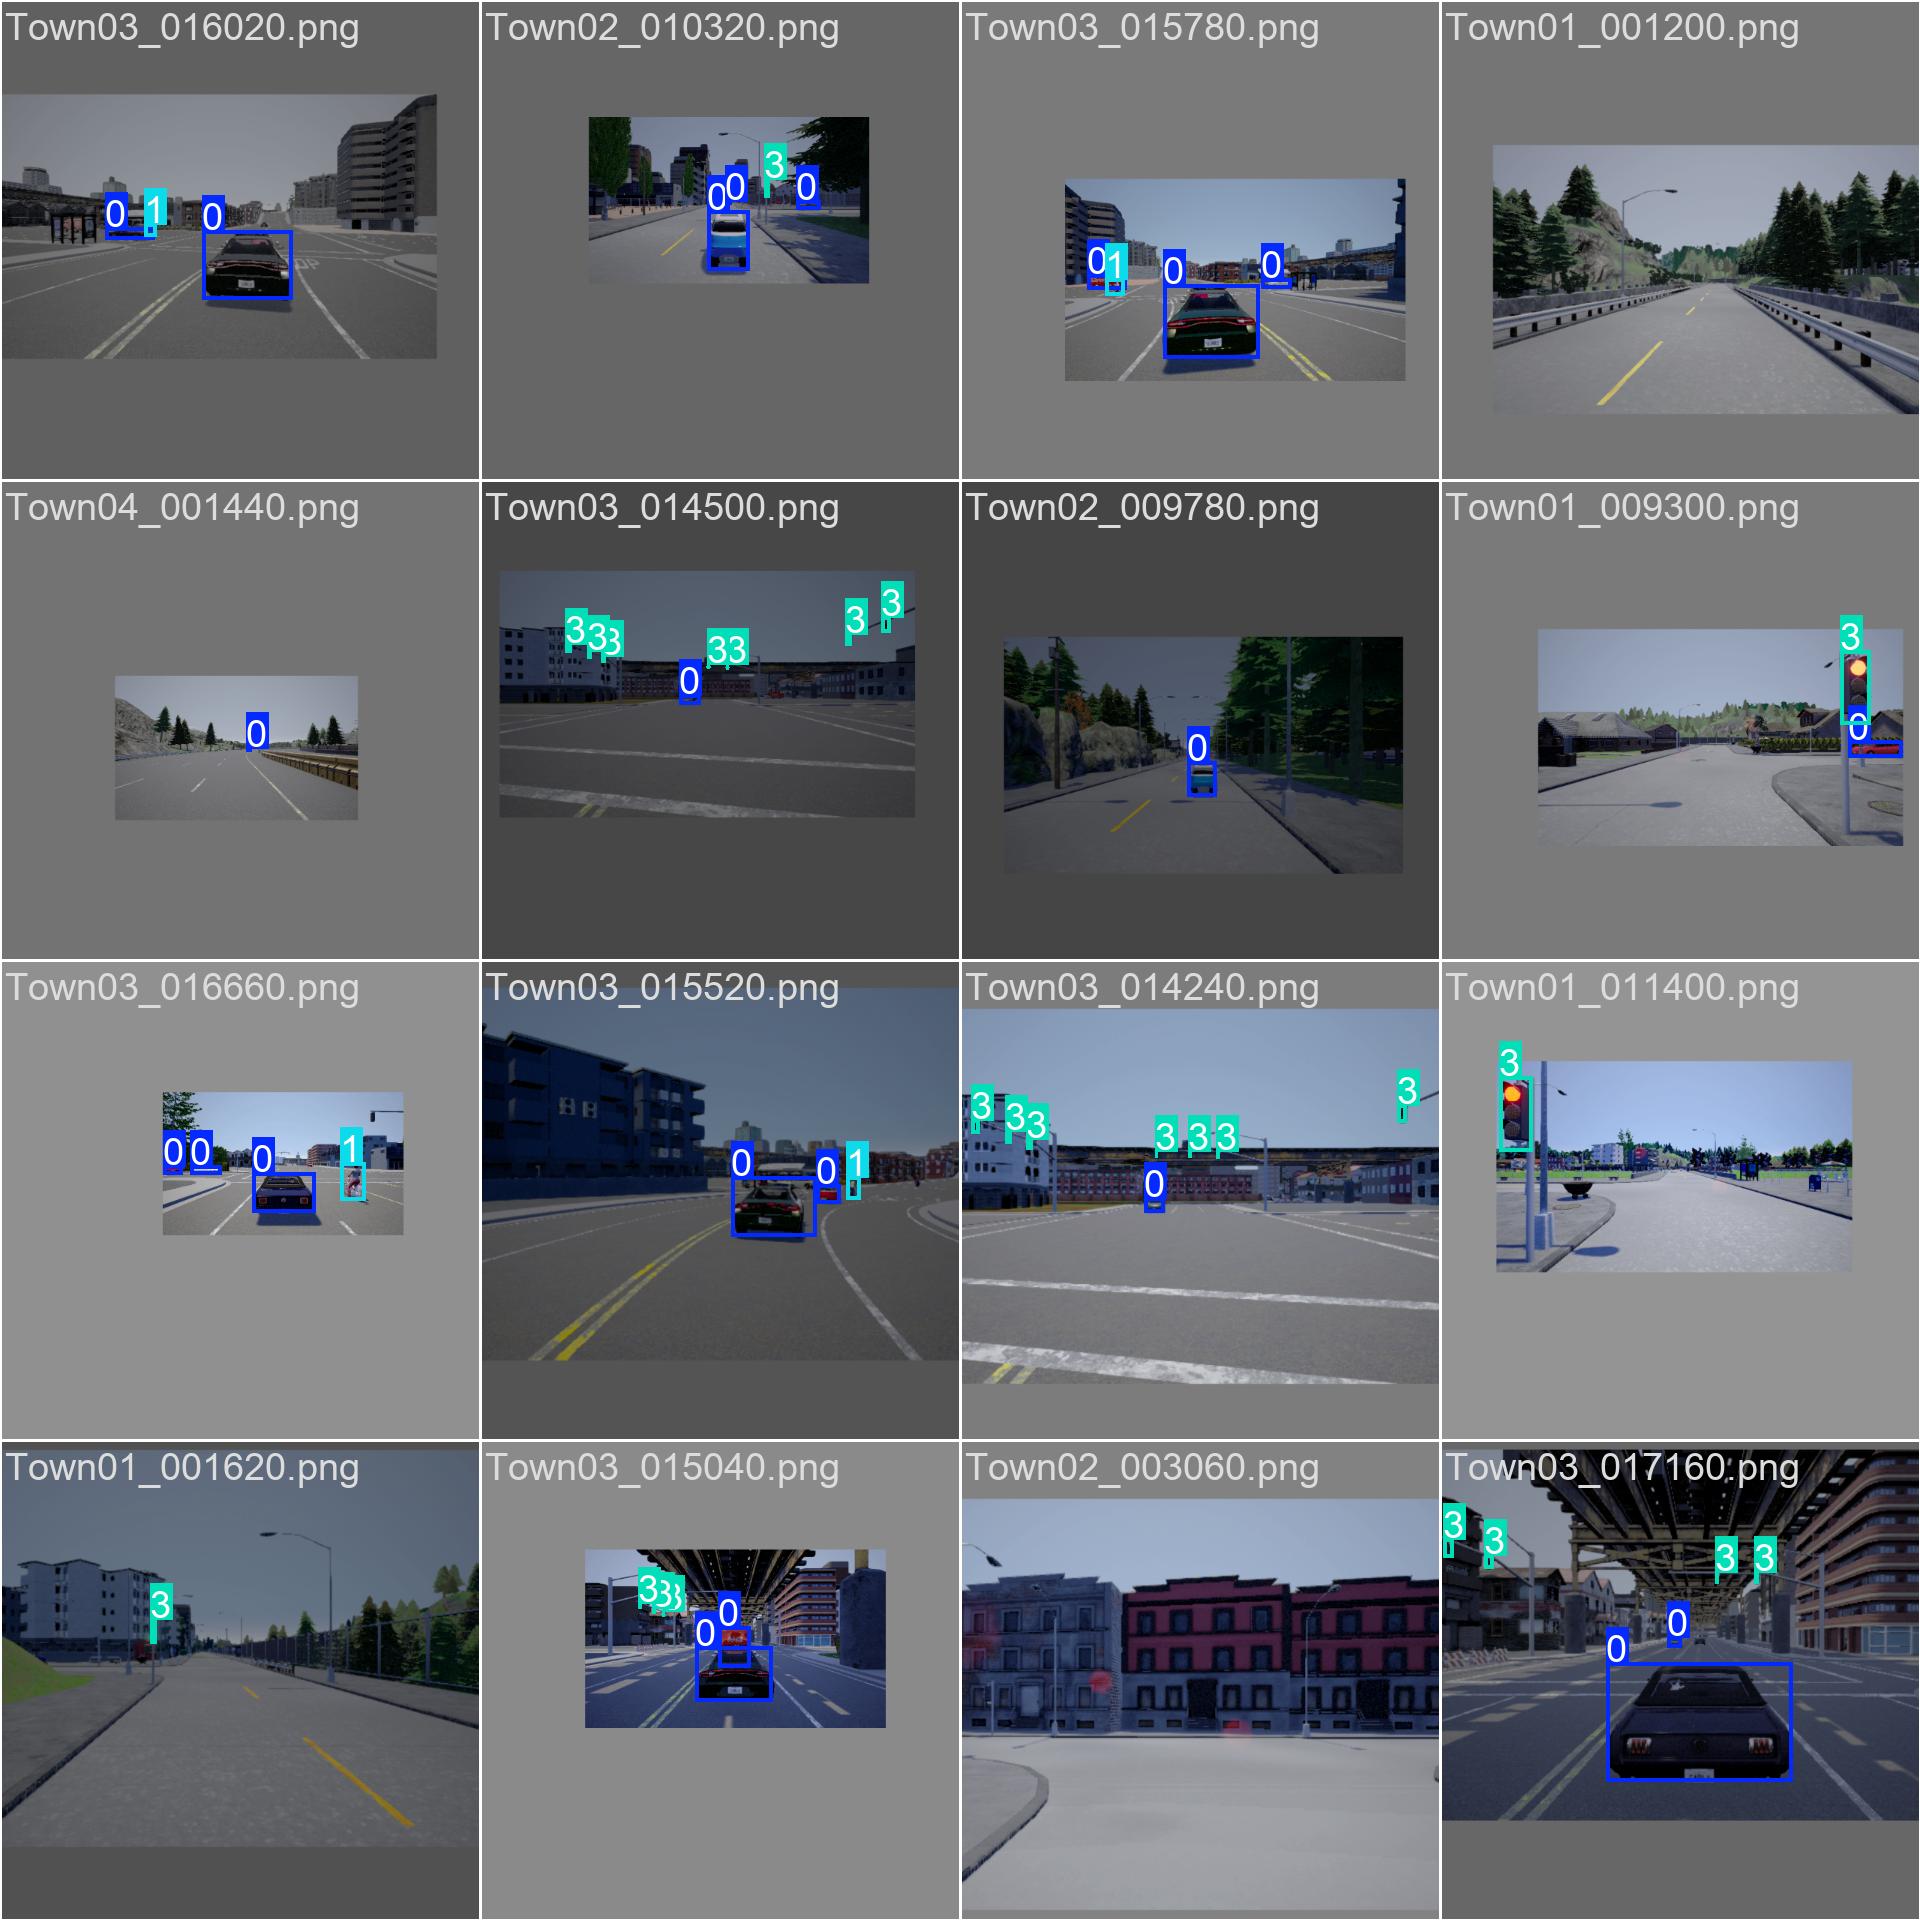 Town03_016020.png
0 1 0
Town02_010320.png
0 0 3 0
Town03_015780.png
0 1 0 0
Town01_001200.png
Town04_001440.png
0
Town03_014500.png
3 3 3 0 3 3 3 3
Town02_009780.png
0
Town01_009300.png
3
0
Town03_016660.png
0 0 0 1
Town03_015520.png
0 0 1
Town03_014240.png
3 3 3 3 3 3 3
0
Town01_011400.png
3
Town01_001620.png
3
Town03_015040.png
3 3 3
0 0
Town02_003060.png
Town03_017160.png
3 3 3 3
0
0